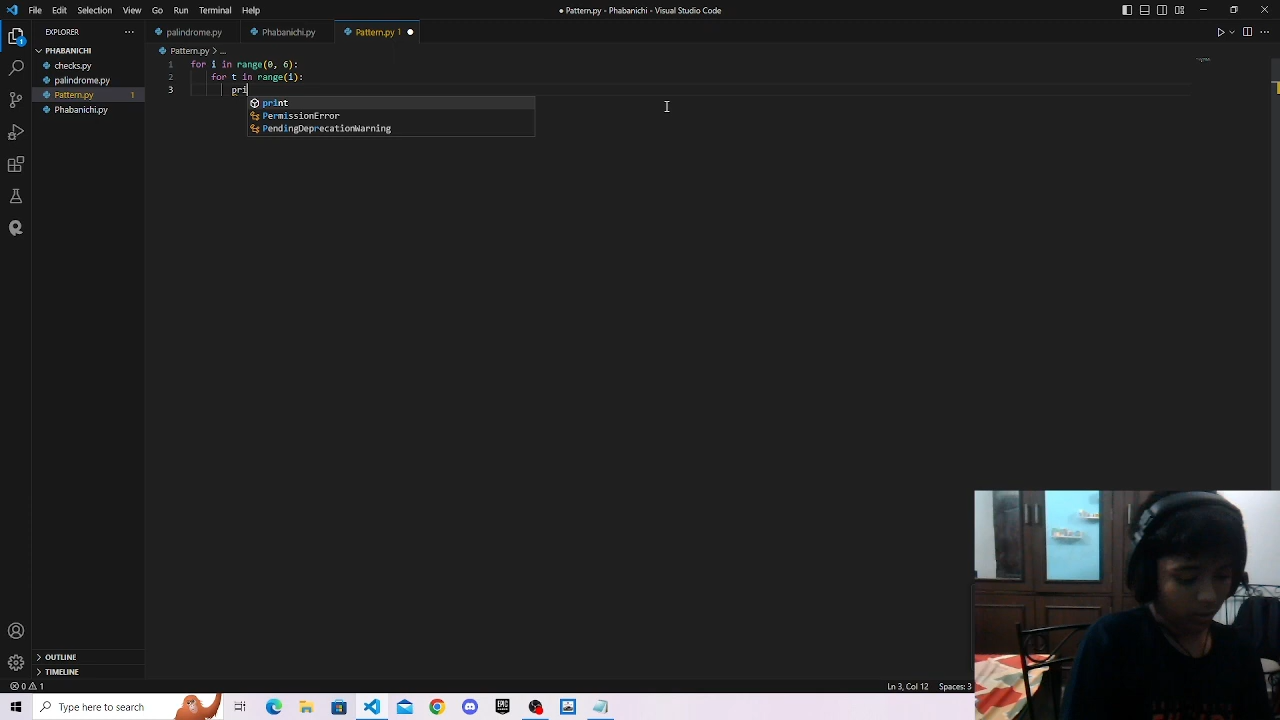 File Edit Selection View Go Run Terminal Help
● Pattern.py - Phabanichi - Visual Studio Code
EXPLORER
palindrome.py
Phabanichi.py
Pattern.py 1
PHABANICHI
checks.py
palindrome.py
Pattern.py 1
Phabanichi.py
Pattern.py > ...
1 for i in range(0, 6):
2 for t in range(i):
3 pri
print
PermissionError
PendingDeprecationWarning
OUTLINE
TIMELINE
0 1
Ln 3, Col 12 Spaces: 3
Type here to search